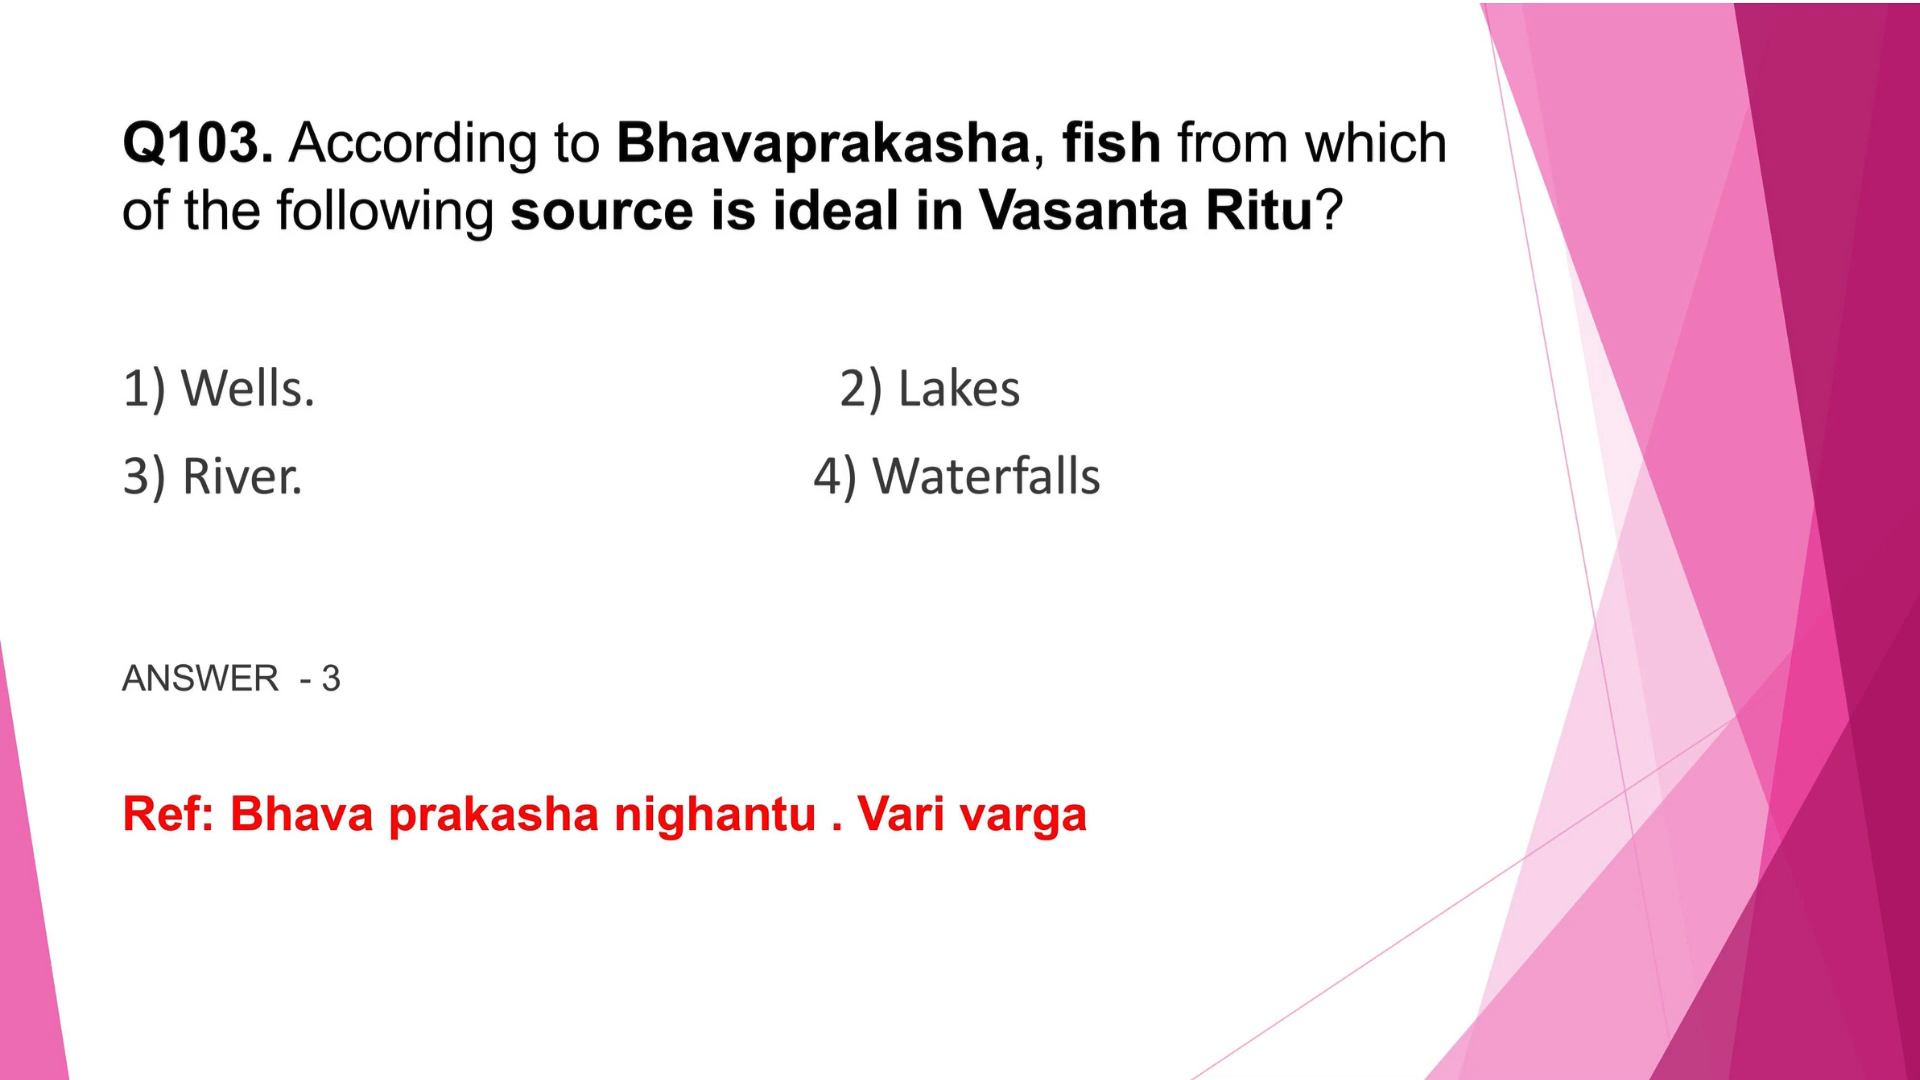 Q103. According to Bhavaprakasha, fish from which
of the following source is ideal in Vasanta Ritu?
1) Wells. 2) Lakes
3) River. 4) Waterfalls
ANSWER - 3
Ref: Bhava prakasha nighantu . Vari varga